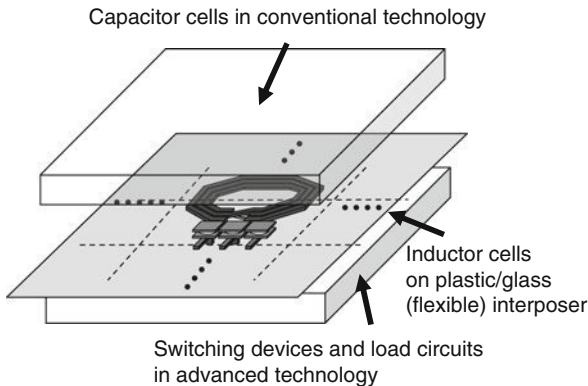 Capacitor cells in conventional technology
Inductor cells
on plastic/glass
(flexible) interposer
Switching devices and load circuits
in advanced technology